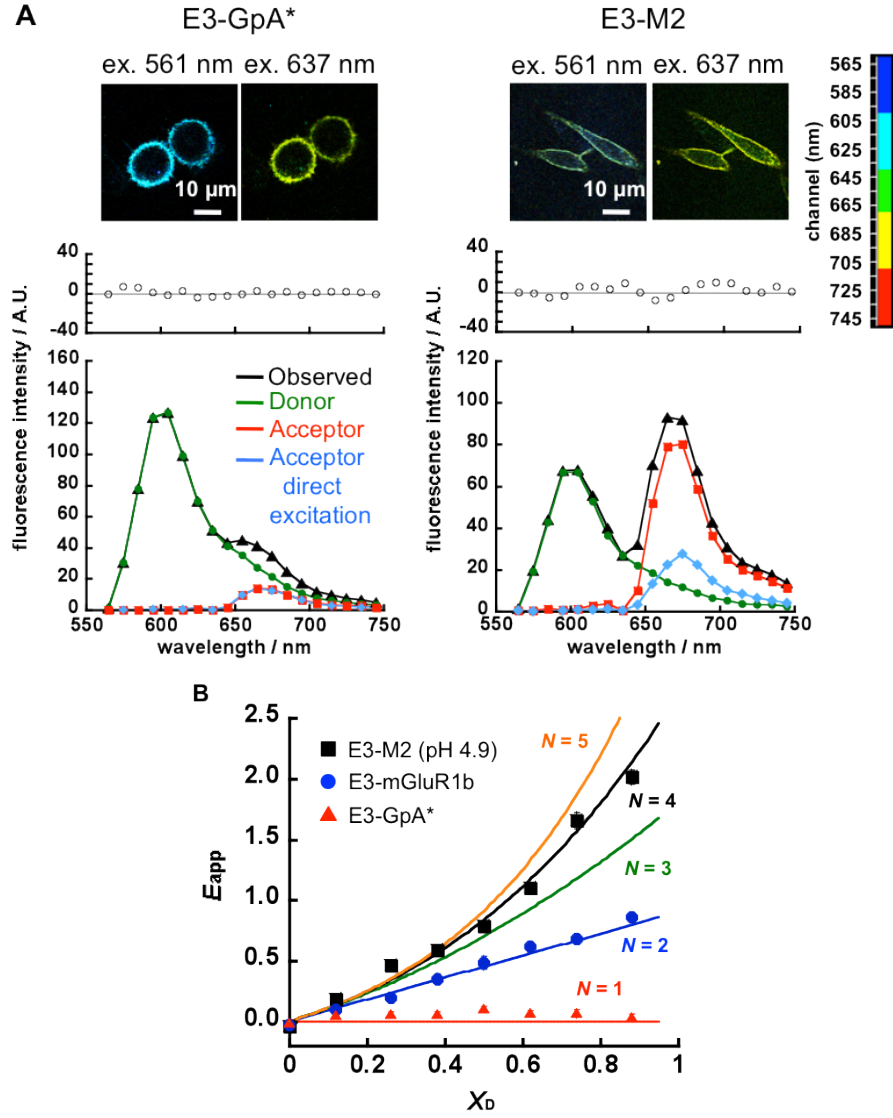 A
E3-GpA*
E3-M2
ex. 561 nm ex. 637 nm
ex. 561 nm ex. 637 nm
10 µm
10 µm
channel (nm)
565
585
605
625
645
665
685
705
725
745
40
0
-40
40
0
-40
fluorescence intensity / A.U.
160
140
120
100
80
60
40
20
0
550 600 650 700 750
wavelength / nm
Observed
Donor
Acceptor
Acceptor
direct
excitation
fluorescence intensity / A.U.
120
100
80
60
40
20
0
550 600 650 700 750
wavelength / nm
B
Eapp
2.5
2.0
1.5
1.0
0.5
0.0
E3-M2 (pH 4.9)
E3-mGluR1b
E3-GpA*
N = 5
N = 4
N = 3
N = 2
N = 1
0 0.2 0.4 0.6 0.8 1
XD